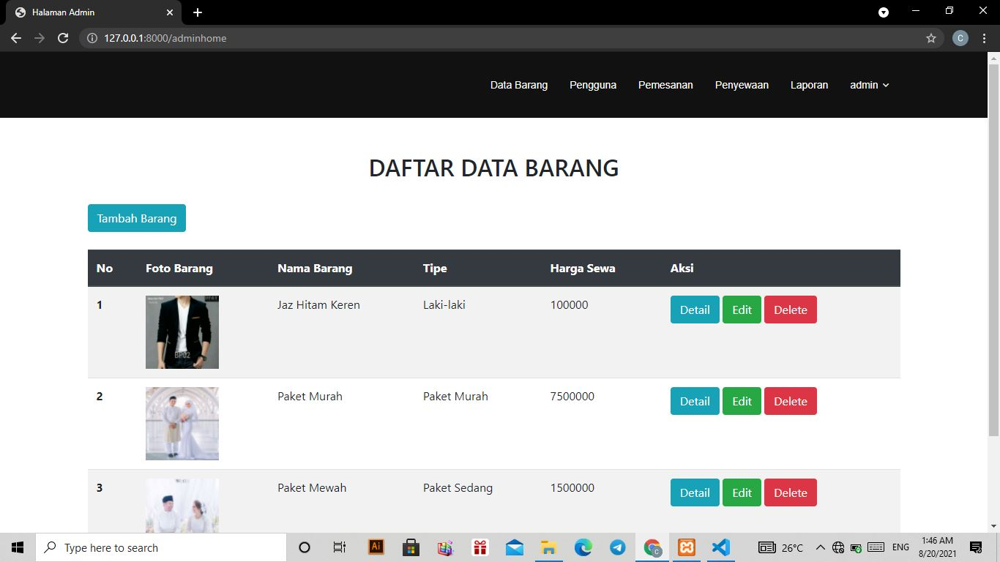 Halaman Admin
127.0.0.1:8000/adminhome
C
Data Barang Pengguna Pemesanan Penyewaan Laporan admin
DAFTAR DATA BARANG
Tambah Barang
No Foto Barang Nama Barang Tipe Harga Sewa Aksi
1 Jaz Hitam Keren Laki-laki 100000 Detail Edit Delete
BP02
2 Paket Murah Paket Murah 7500000 Detail Edit Delete
3 Paket Mewah Paket Sedang 1500000 Detail Edit Delete
Type here to search
Ai
C
26°C
ENG
1:46 AM
8/20/2021